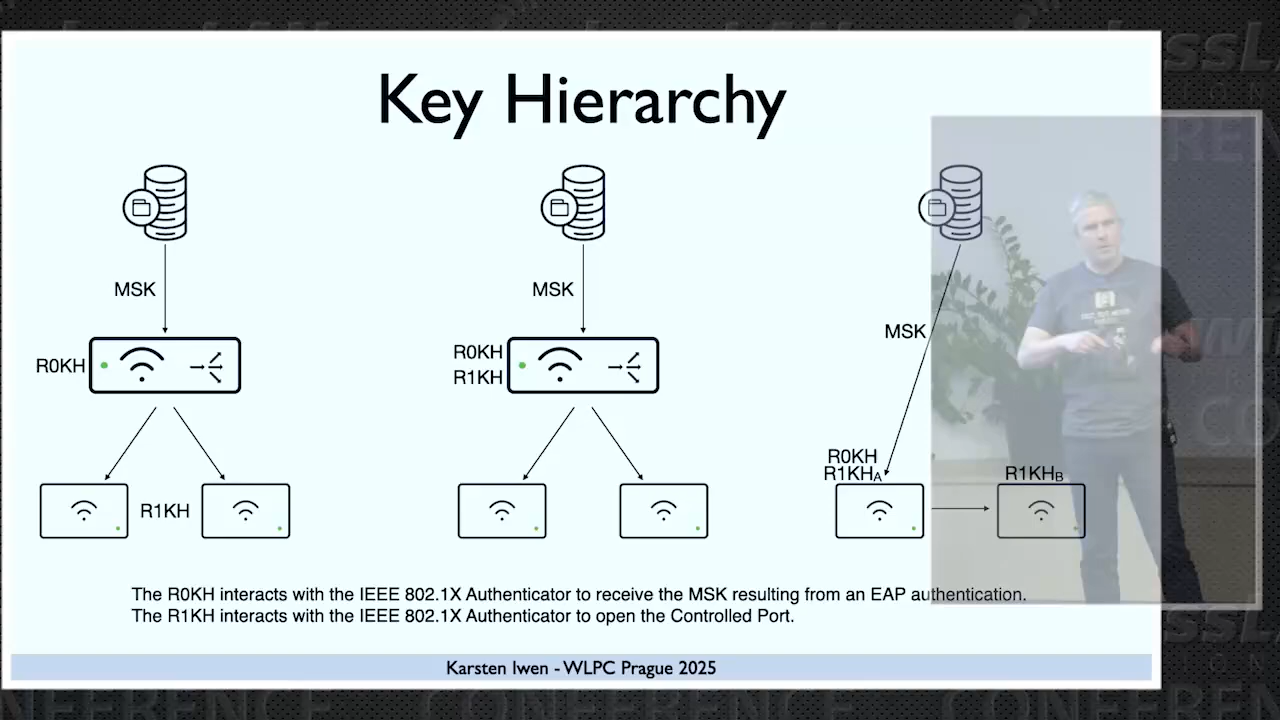 Key Hierarchy
MSK
MSK
MSK
R0KH
R0KH
R1KH
R0KH
R1KHA
R1KHB
R1KH
The R0KH interacts with the IEEE 802.1X Authenticator to receive the MSK resulting from an EAP authentication.
The R1KH interacts with the IEEE 802.1X Authenticator to open the Controlled Port.
Karsten Iwen - WLPC Prague 2025